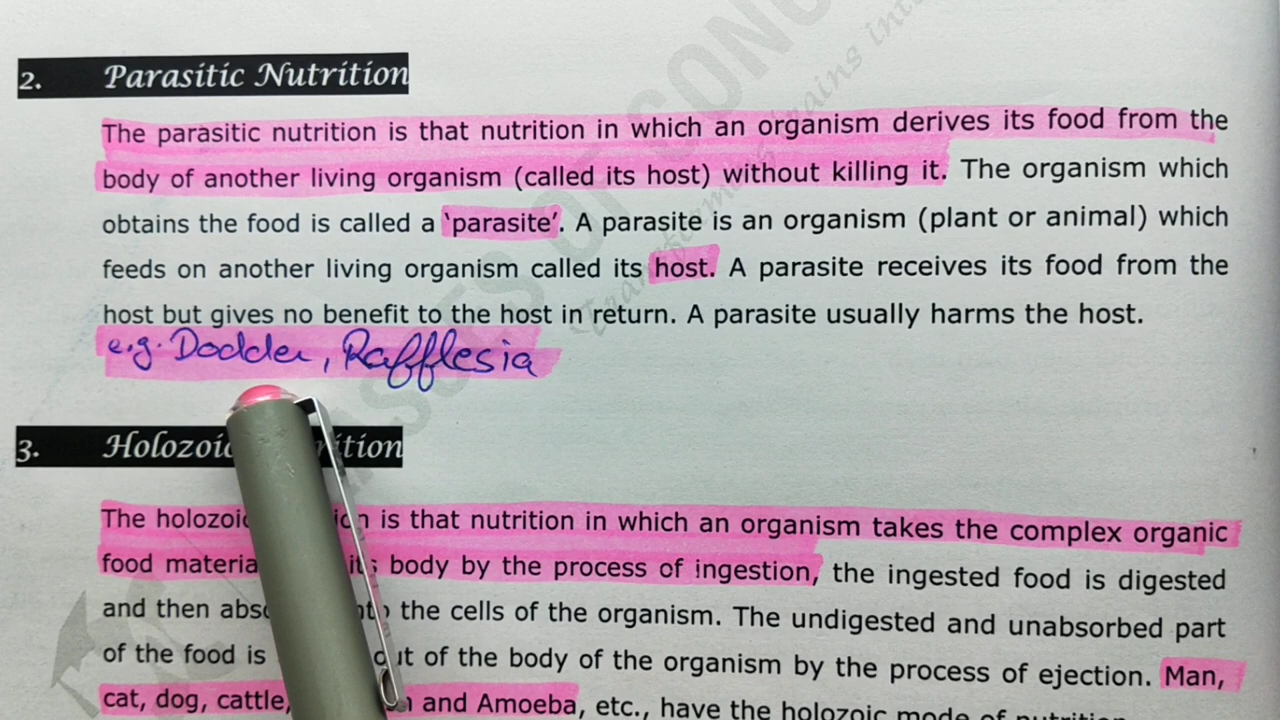 2. Parasitic Nutrition
The parasitic nutrition is that nutrition in which an organism derives its food from the
body of another living organism (called its host) without killing it. The organism which
obtains the food is called a ‘parasite’. A parasite is an organism (plant or animal) which
feeds on another living organism called its host. A parasite receives its food from the
host but gives no benefit to the host in return. A parasite usually harms the host.
e.g. Dodder, Rafflesia
3. Holozoic
The holozoic is that nutrition in which an organism takes the complex organic
food its body by the process of ingestion, the ingested food is digested
and then the cells of the organism. The undigested and unabsorbed part
of the food is out of the body of the organism by the process of ejection. Man,
cat, dog, cattle, and Amoeba, etc., have the holozoic mode of nutrition